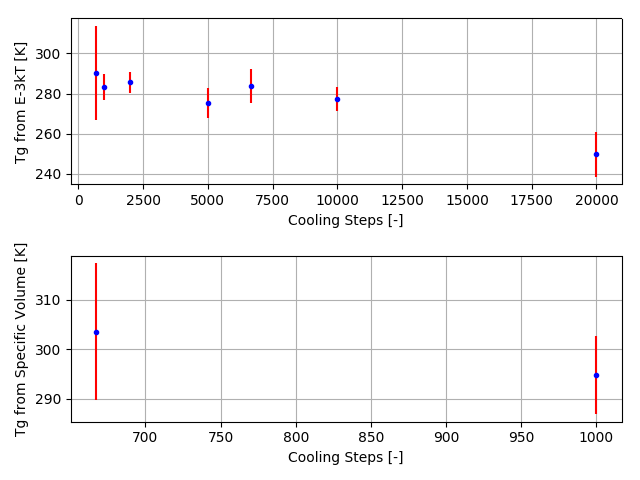 Tg from E-3kT [K]
300
280
260
240
0 2500 5000 7500 10000 12500 15000 17500 20000
Cooling Steps [-]
Tg from Specific Volume [K]
310
300
290
700 750 800 850 900 950 1000
Cooling Steps [-]